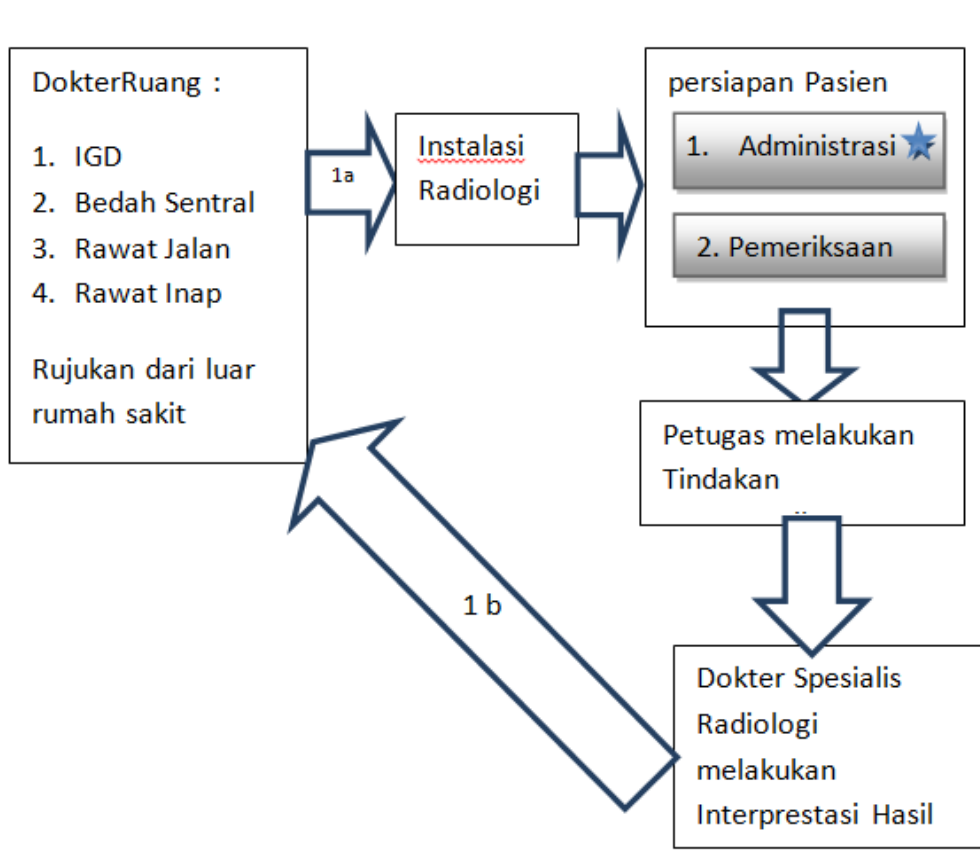 DokterRuang :
1. IGD
2. Bedah Sentral
3. Rawat Jalan
4. Rawat Inap
Rujukan dari luar
rumah sakit
1a
Instalasi
Radiologi
persiapan Pasien
1. Administrasi
2. Pemeriksaan
Petugas melakukan
Tindakan
1 b
Dokter Spesialis
Radiologi
melakukan
Interprestasi Hasil